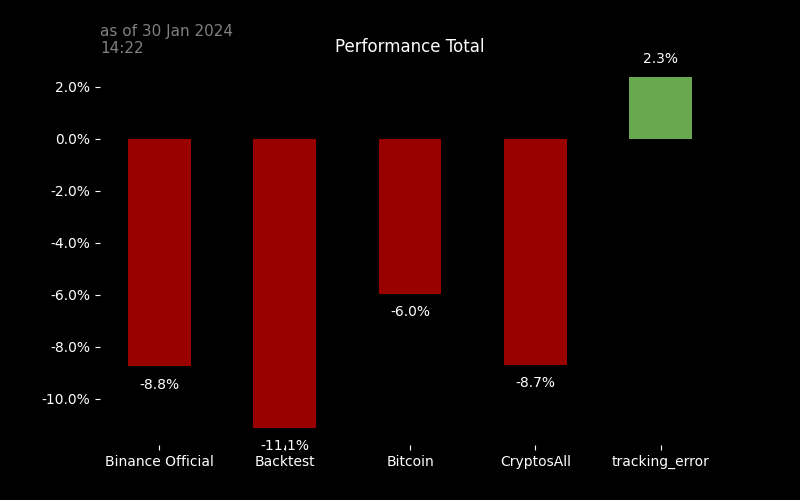 as of 30 Jan 2024
14:22
Performance Total
2.3%
2.0%
0.0%
-2.0%
-4.0%
-6.0%
-8.0%
-10.0%
-8.8%
-11.1%
-6.0%
-8.7%
Binance Official
Backtest
Bitcoin
CryptosAll
tracking_error